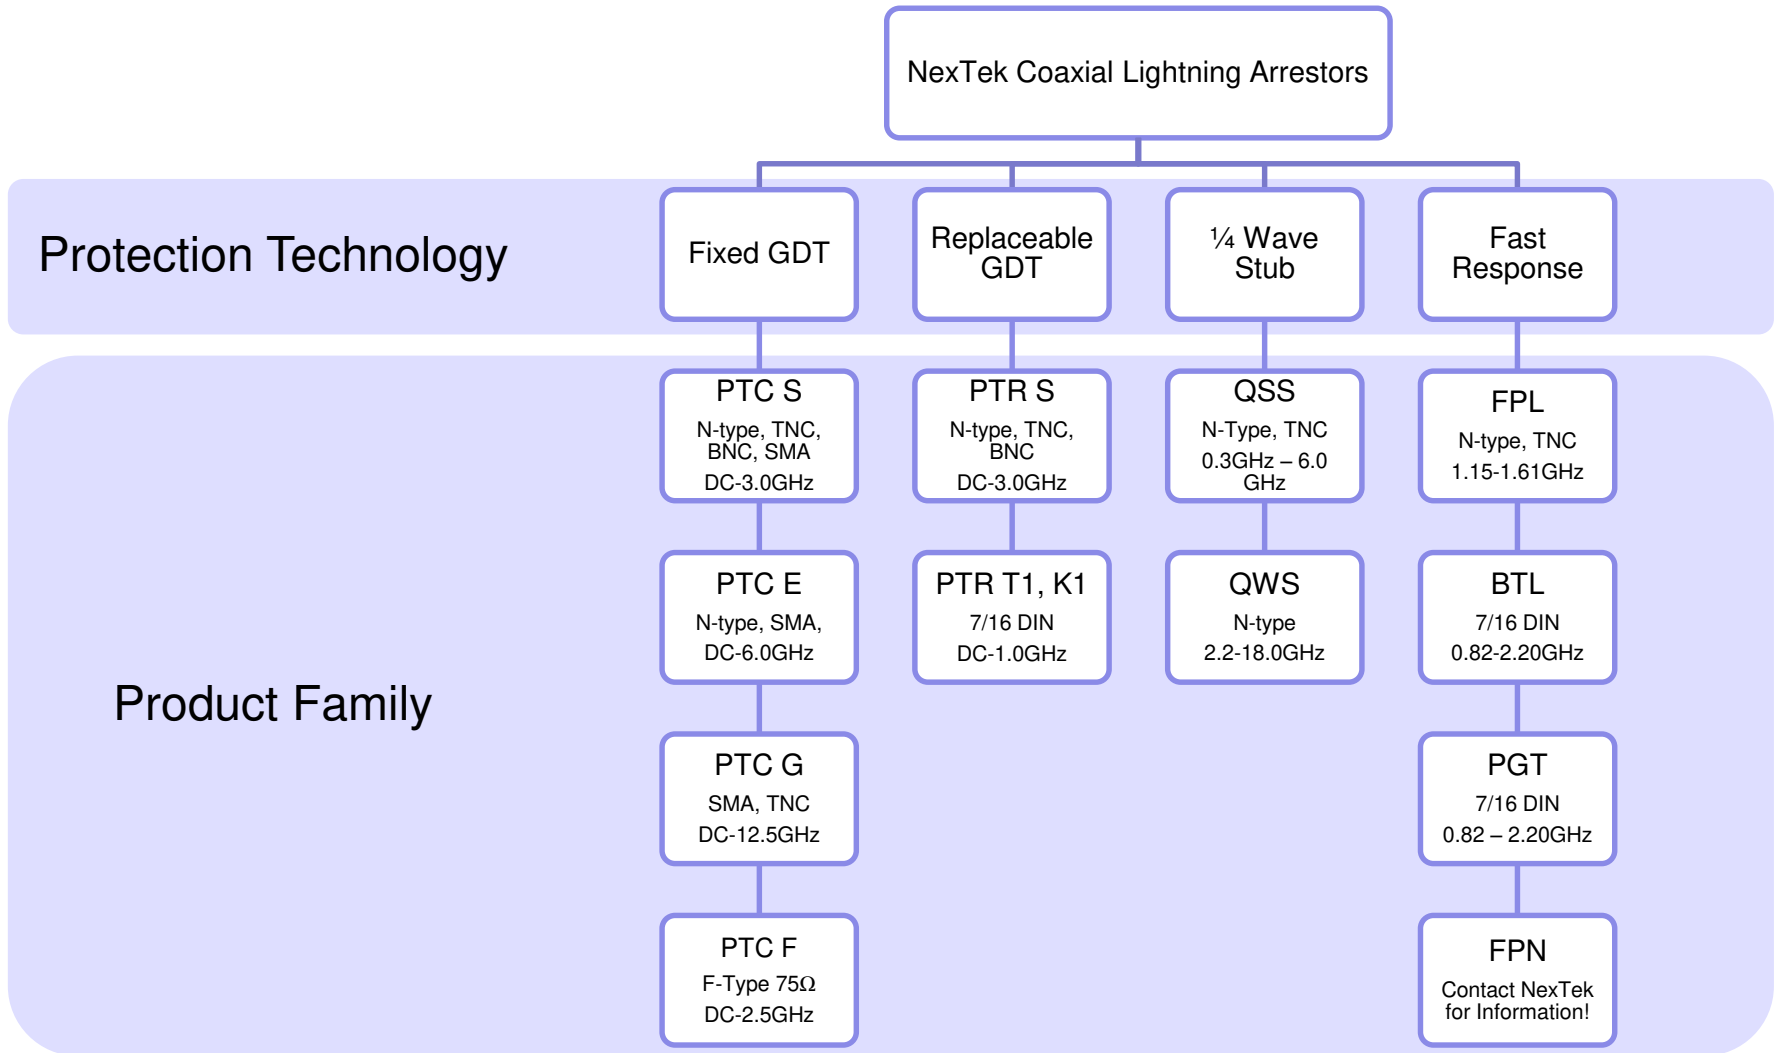 NexTek Coaxial Lightning Arrestors
Protection Technology
Fixed GDT
Replaceable
GDT
¼ Wave
Stub
Fast
Response
Product Family
PTC S
N-type, TNC,
BNC, SMA
DC-3.0GHz
PTC E
N-type, SMA,
DC-6.0GHz
PTC G
SMA, TNC
DC-12.5GHz
PTC F
F-Type 75Ω
DC-2.5GHz
PTR S
N-type, TNC,
BNC
DC-3.0GHz
PTR T1, K1
7/16 DIN
DC-1.0GHz
QSS
N-Type, TNC
0.3GHz – 6.0
GHz
QWS
N-type
2.2-18.0GHz
FPL
N-type, TNC
1.15-1.61GHz
BTL
7/16 DIN
0.82-2.20GHz
PGT
7/16 DIN
0.82 – 2.20GHz
FPN
Contact NexTek
for Information!